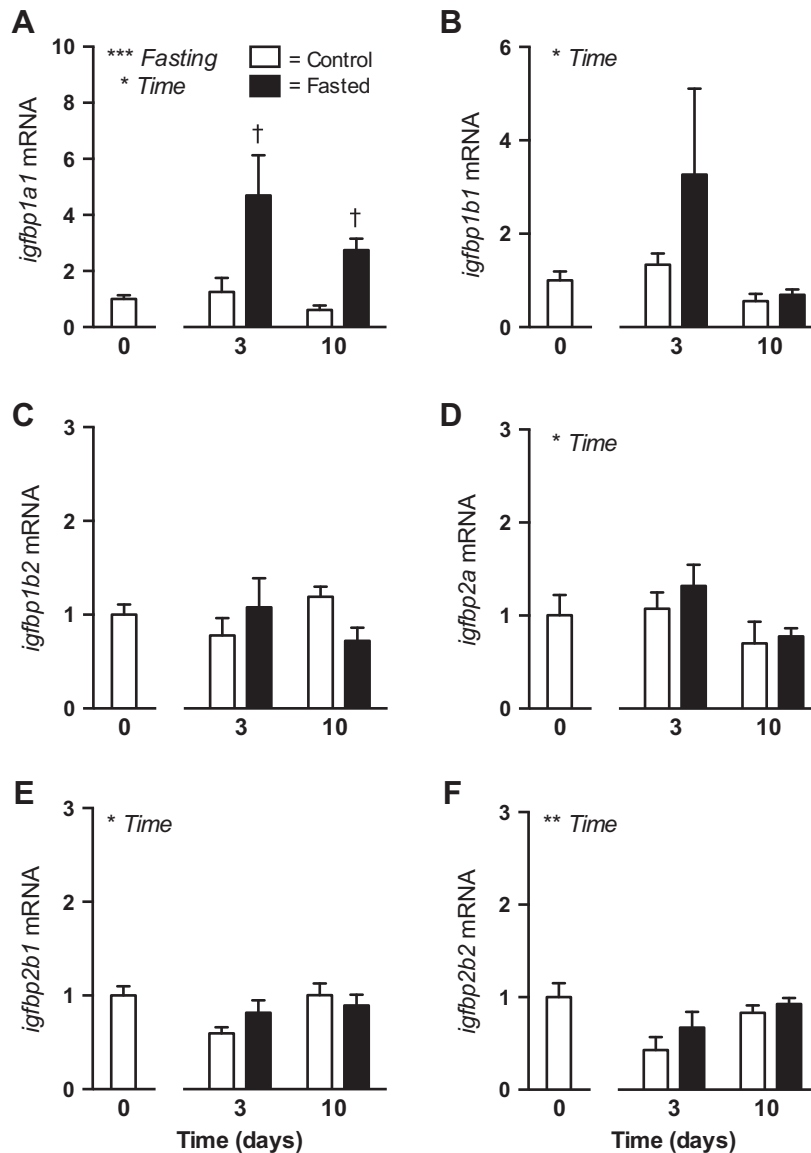 A
*** Fasting
* Time
= Control
= Fasted
igfbp1a1 mRNA
10
8
6
4
2
0
†
†
0
3
10
B
* Time
igfbp1b1 mRNA
6
4
2
0
0
3
10
C
igfbp1b2 mRNA
3
2
1
0
0
3
10
D
* Time
igfbp2a mRNA
3
2
1
0
0
3
10
E
* Time
igfbp2b1 mRNA
3
2
1
0
0
3
10
Time (days)
F
** Time
igfbp2b2 mRNA
3
2
1
0
0
3
10
Time (days)